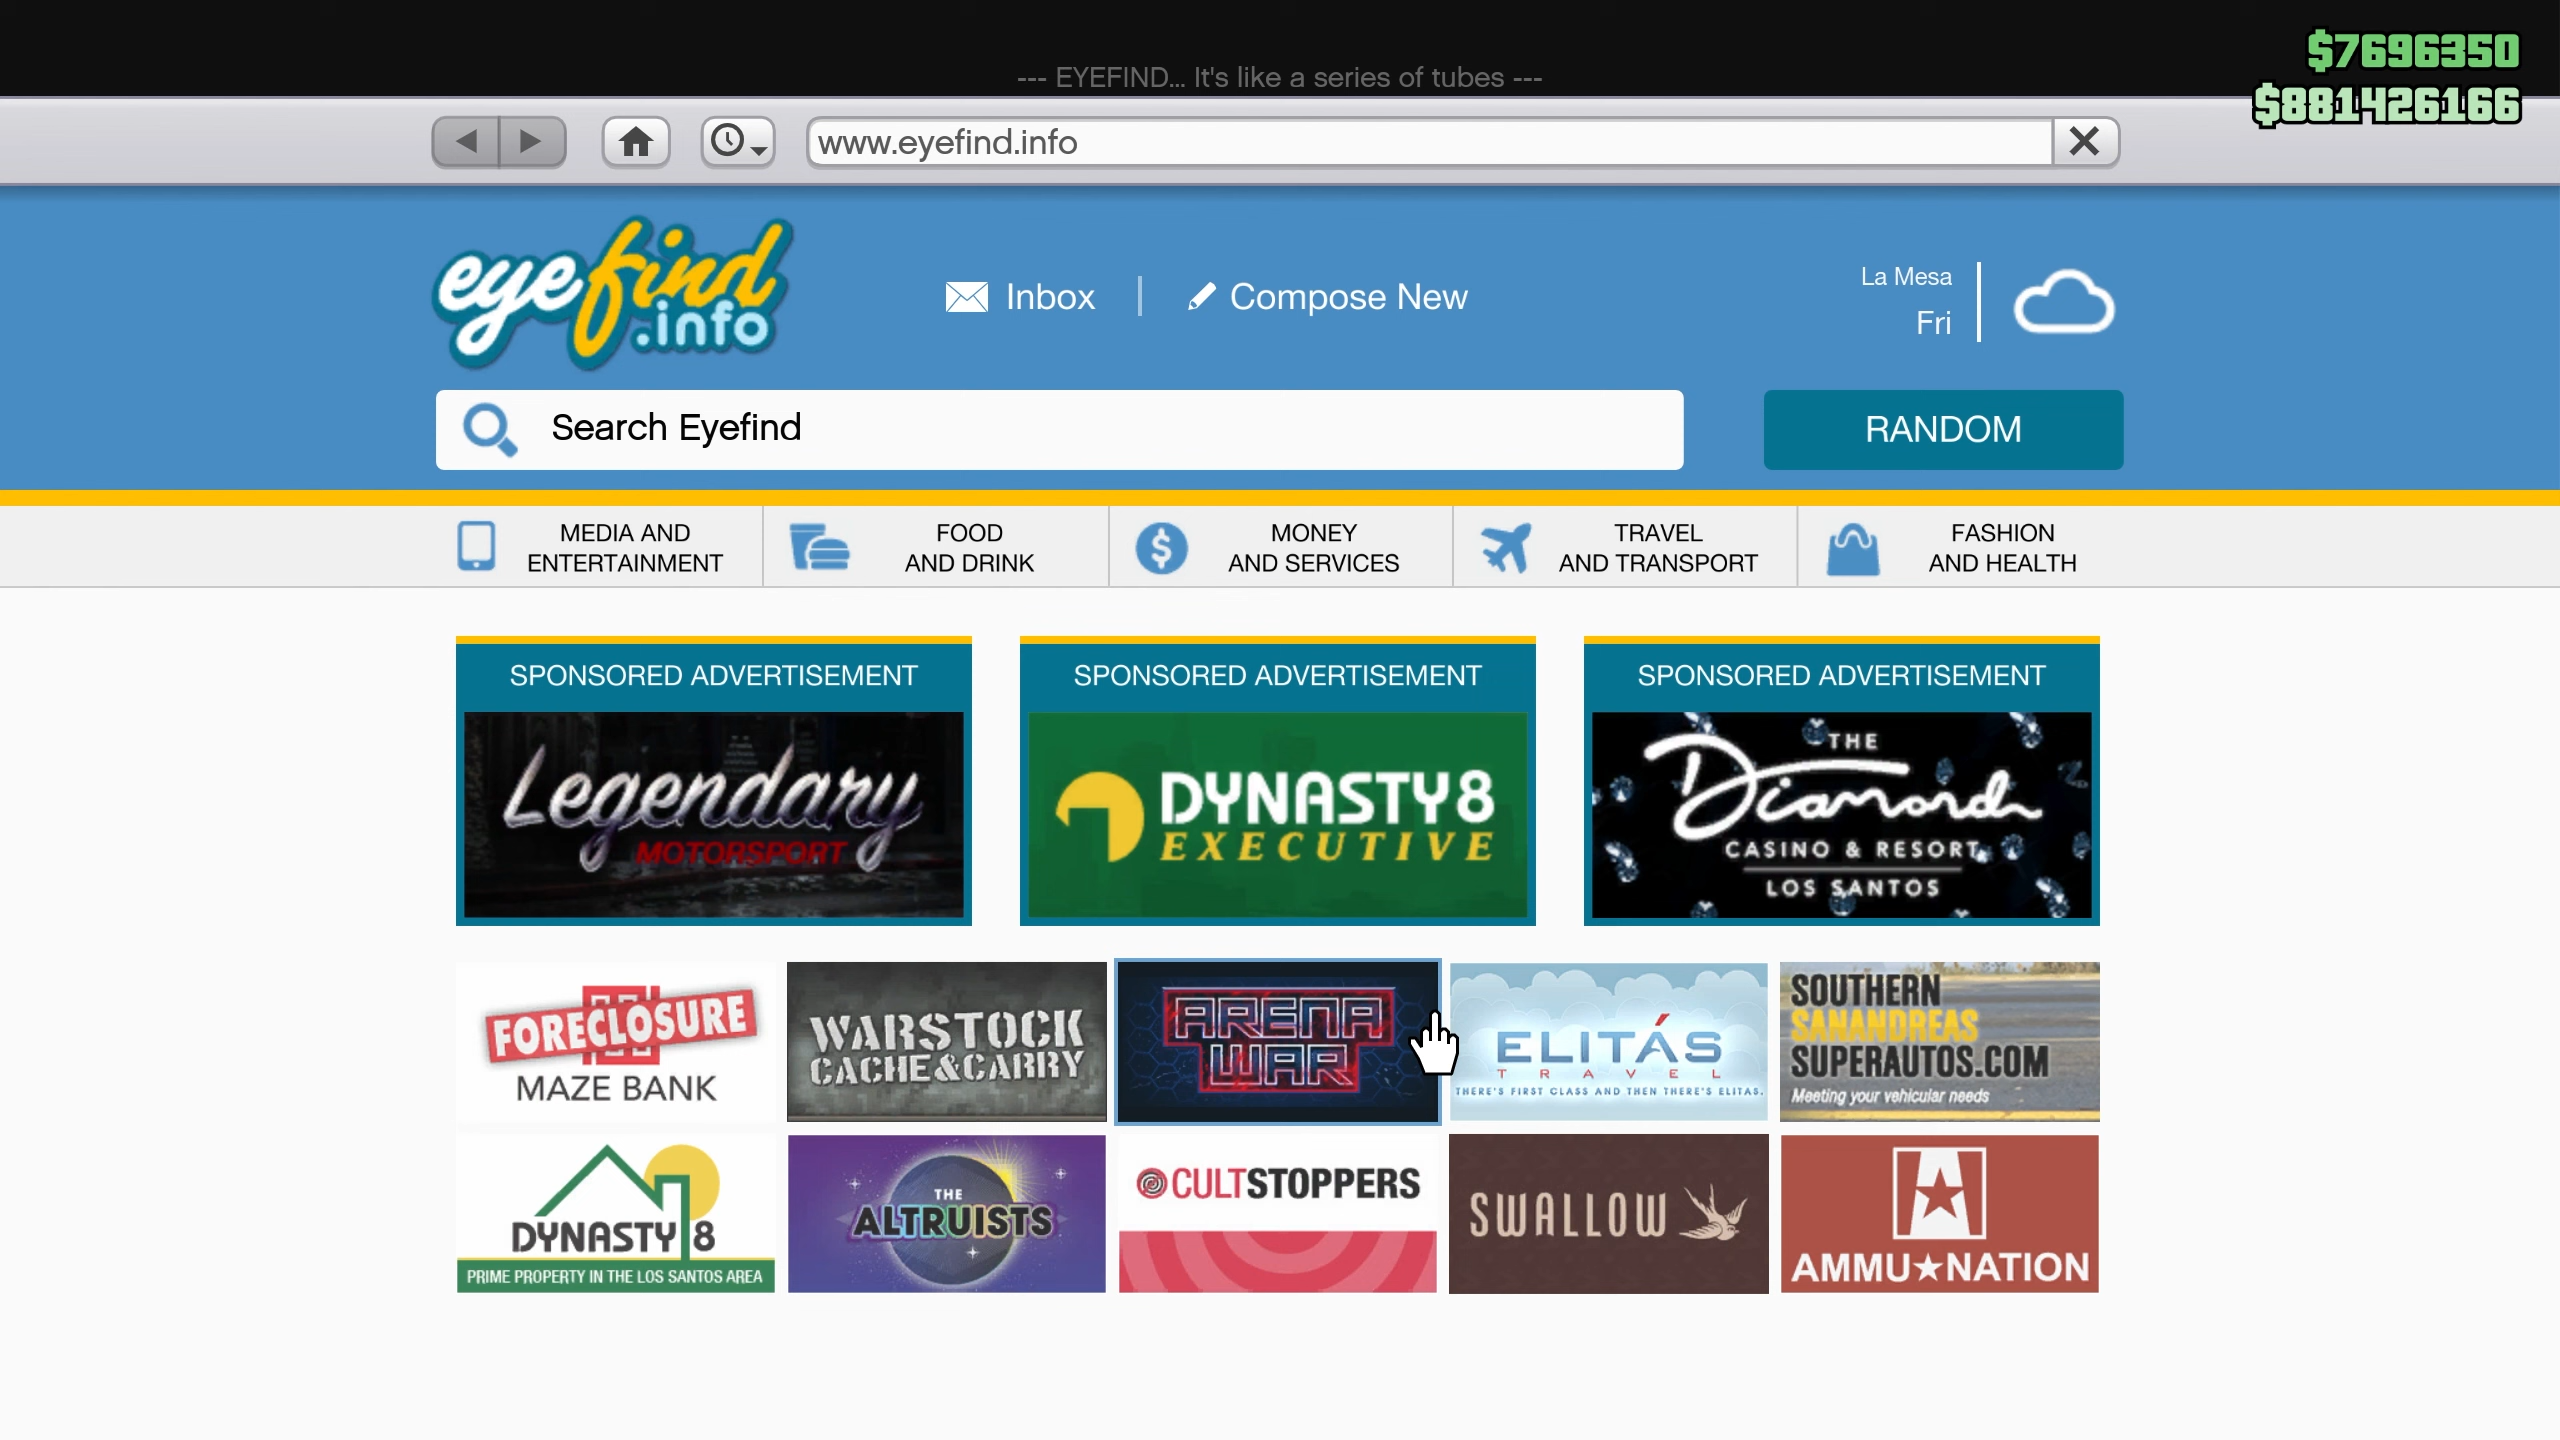 $7696350
--- EYEFIND... It's like a series of tubes ---
$881426166
www.eyefind.info
eyefind
.info
Inbox
Compose New
La Mesa
Fri
Search Eyefind
RANDOM
MEDIA AND
ENTERTAINMENT
FOOD
AND DRINK
MONEY
AND SERVICES
TRAVEL
AND TRANSPORT
FASHION
AND HEALTH
SPONSORED ADVERTISEMENT
Legendary
MOTORSPORT
SPONSORED ADVERTISEMENT
DYNASTY 8
EXECUTIVE
SPONSORED ADVERTISEMENT
THE
Diamond
CASINO & RESORT
LOS SANTOS
FORECLOSURE
MAZE BANK
WARSTOCK
CACHE & CARRY
ARENA
WAR
ELITÁS
TRAVEL
THERE'S FIRST CLASS AND THEN THERE'S ELITAS.
SOUTHERN
SANANDREAS
SUPERAUTOS.COM
Meeting your vehicular needs
DYNASTY 8
PRIME PROPERTY IN THE LOS SANTOS AREA
THE
ALTRUISTS
CULTSTOPPERS
SWALLOW
AMMU★NATION